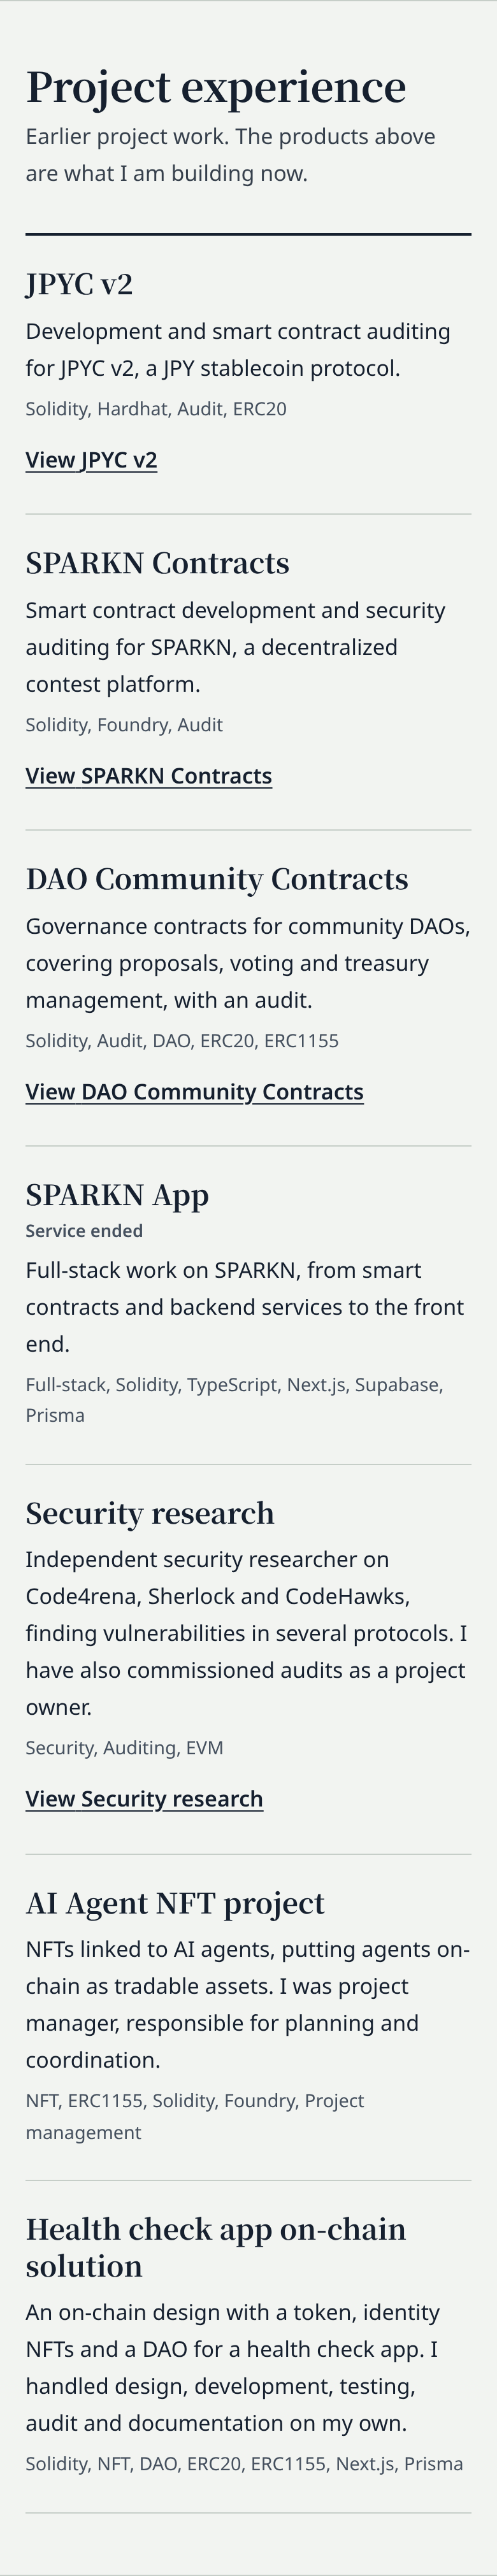 Project experience
Earlier project work. The products above
are what I am building now.
JPYC v2
Development and smart contract auditing
for JPYC v2, a JPY stablecoin protocol.
Solidity, Hardhat, Audit, ERC20
View JPYC v2
SPARKN Contracts
Smart contract development and security
auditing for SPARKN, a decentralized
contest platform.
Solidity, Foundry, Audit
View SPARKN Contracts
DAO Community Contracts
Governance contracts for community DAOs,
covering proposals, voting and treasury
management, with an audit.
Solidity, Audit, DAO, ERC20, ERC1155
View DAO Community Contracts
SPARKN App
Service ended
Full-stack work on SPARKN, from smart
contracts and backend services to the front
end.
Full-stack, Solidity, TypeScript, Next.js, Supabase,
Prisma
Security research
Independent security researcher on
Code4rena, Sherlock and CodeHawks,
finding vulnerabilities in several protocols. I
have also commissioned audits as a project
owner.
Security, Auditing, EVM
View Security research
AI Agent NFT project
NFTs linked to AI agents, putting agents on-
chain as tradable assets. I was project
manager, responsible for planning and
coordination.
NFT, ERC1155, Solidity, Foundry, Project
management
Health check app on-chain
solution
An on-chain design with a token, identity
NFTs and a DAO for a health check app. I
handled design, development, testing,
audit and documentation on my own.
Solidity, NFT, DAO, ERC20, ERC1155, Next.js, Prisma